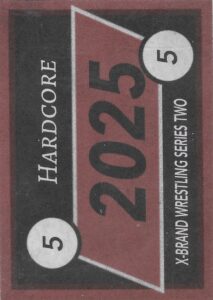 HARDCORE
5
2025
5
X-BRAND WRESTLING SERIES TWO